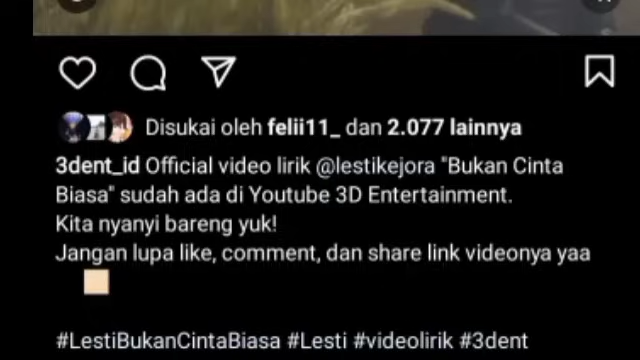 Disukai oleh felii11_ dan 2.077 lainnya
3dent_id Official video lirik @lestikejora "Bukan Cinta
Biasa" sudah ada di Youtube 3D Entertainment.
Kita nyanyi bareng yuk!
Jangan lupa like, comment, dan share link videonya yaa
#LestiBukanCintaBiasa #Lesti #videolirik #3dent